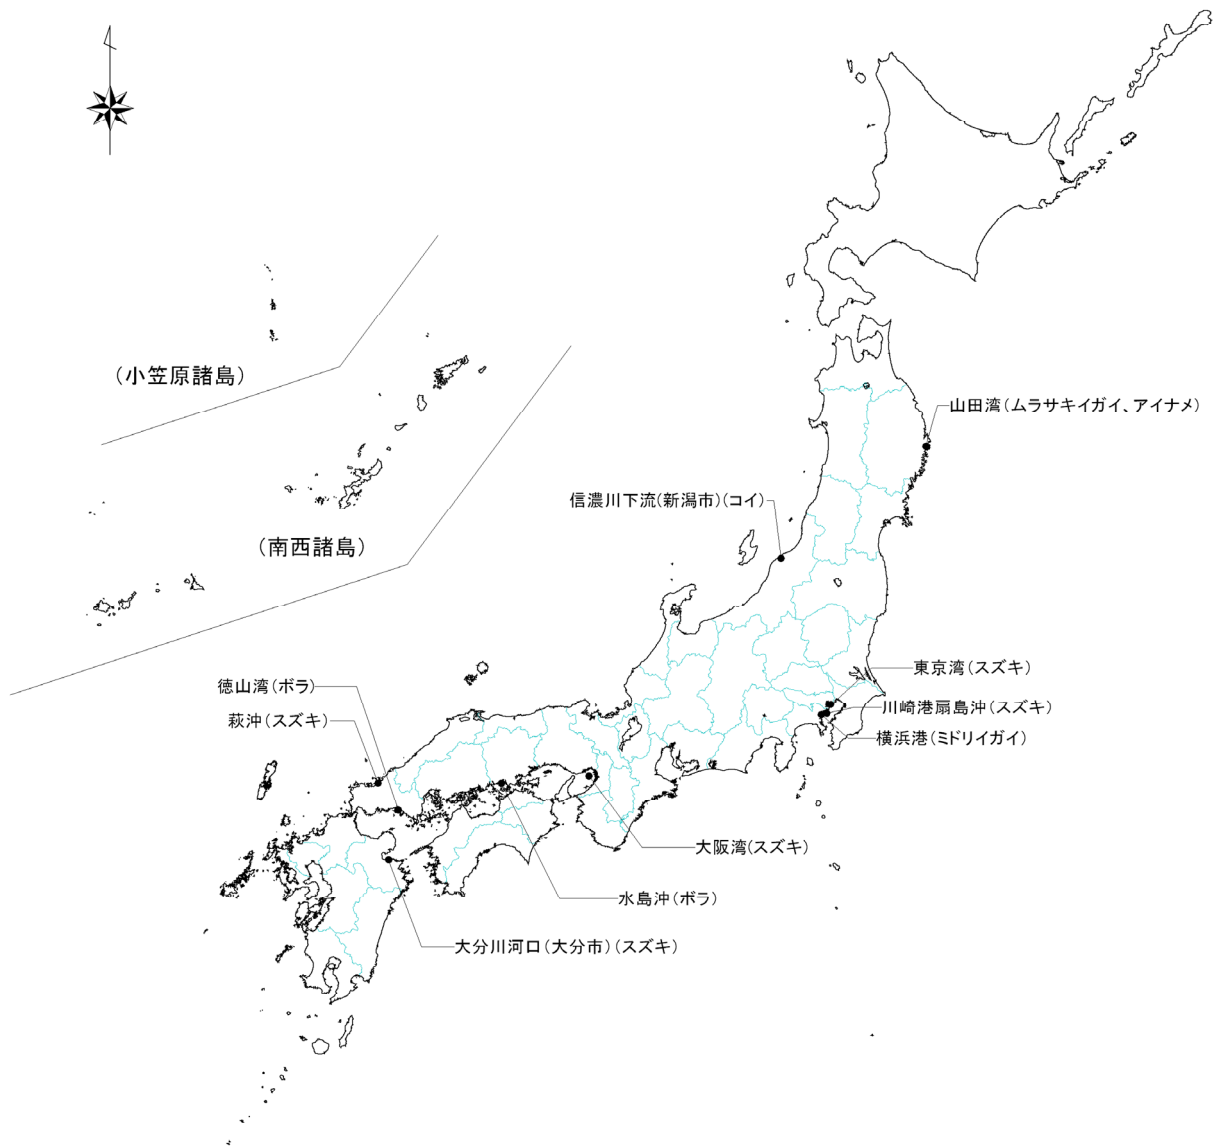 (小笠原諸島)
山田湾(ムラサキイガイ、アイナメ)
信濃川下流(新潟市)(コイ)
(南西諸島)
東京湾(スズキ)
徳山湾(ボラ)
川崎港扇島沖(スズキ)
萩沖(スズキ)
横浜港(ミドリイガイ)
大阪湾(スズキ)
水島沖(ボラ)
大分川河口(大分市)(スズキ)